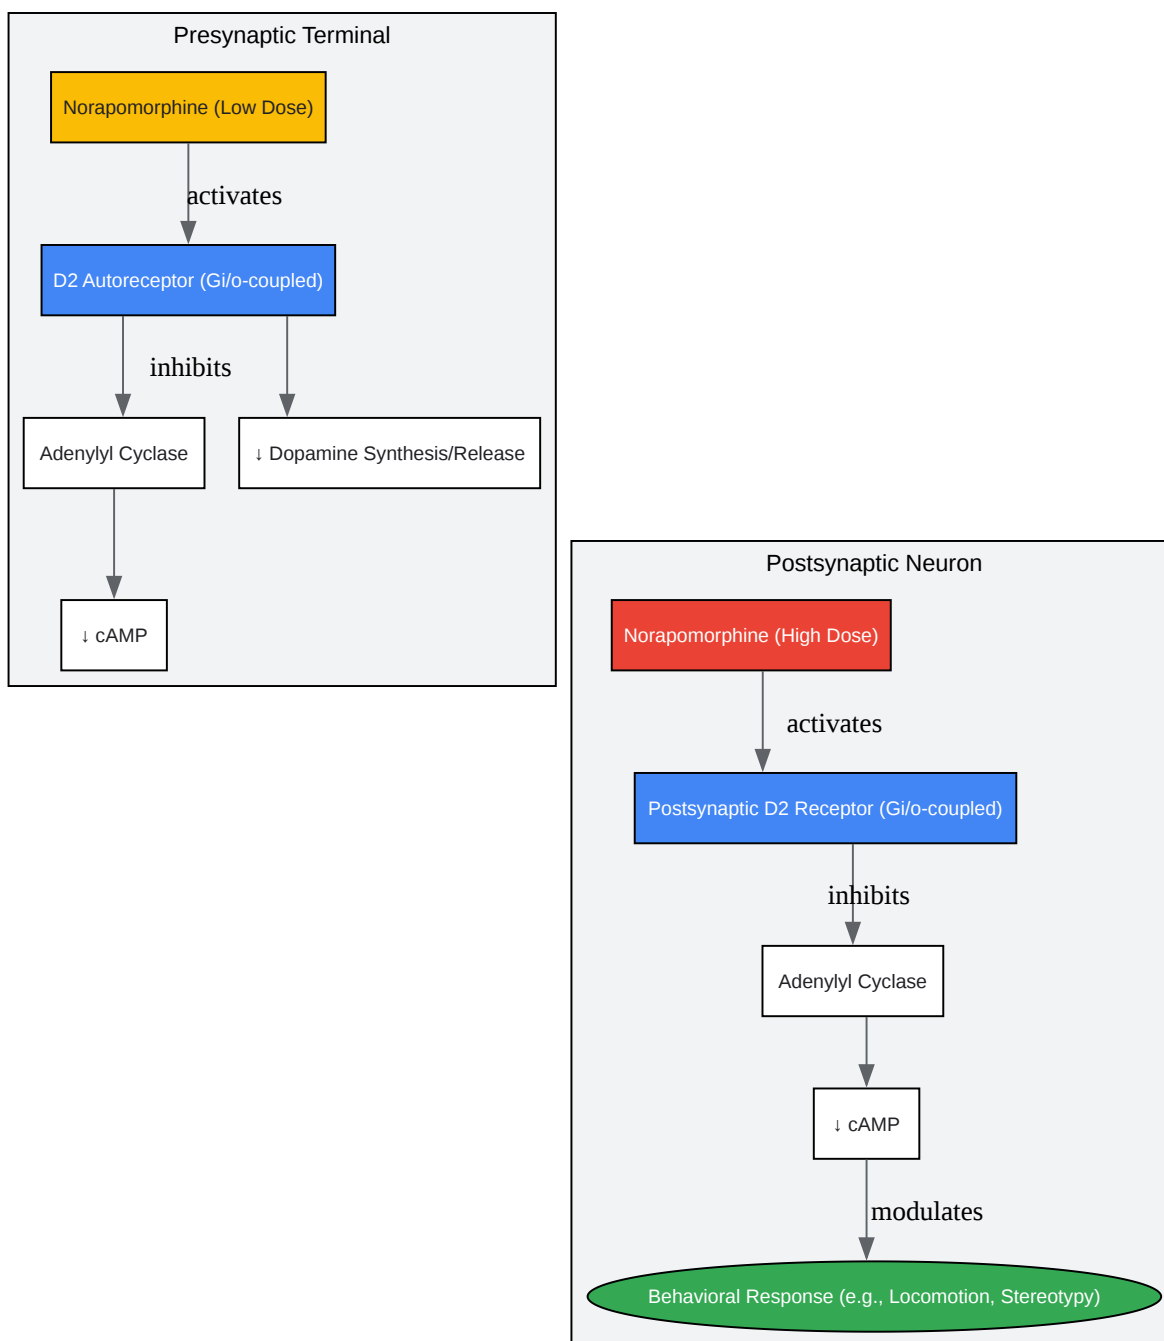 Presynaptic Terminal
Norapomorphine (Low Dose)
activates
D2 Autoreceptor (Gi/o-coupled)
inhibits
Adenylyl Cyclase
↓ Dopamine Synthesis/Release
↓ cAMP
Postsynaptic Neuron
Norapomorphine (High Dose)
activates
Postsynaptic D2 Receptor (Gi/o-coupled)
inhibits
Adenylyl Cyclase
↓ cAMP
modulates
Behavioral Response (e.g., Locomotion, Stereotypy)